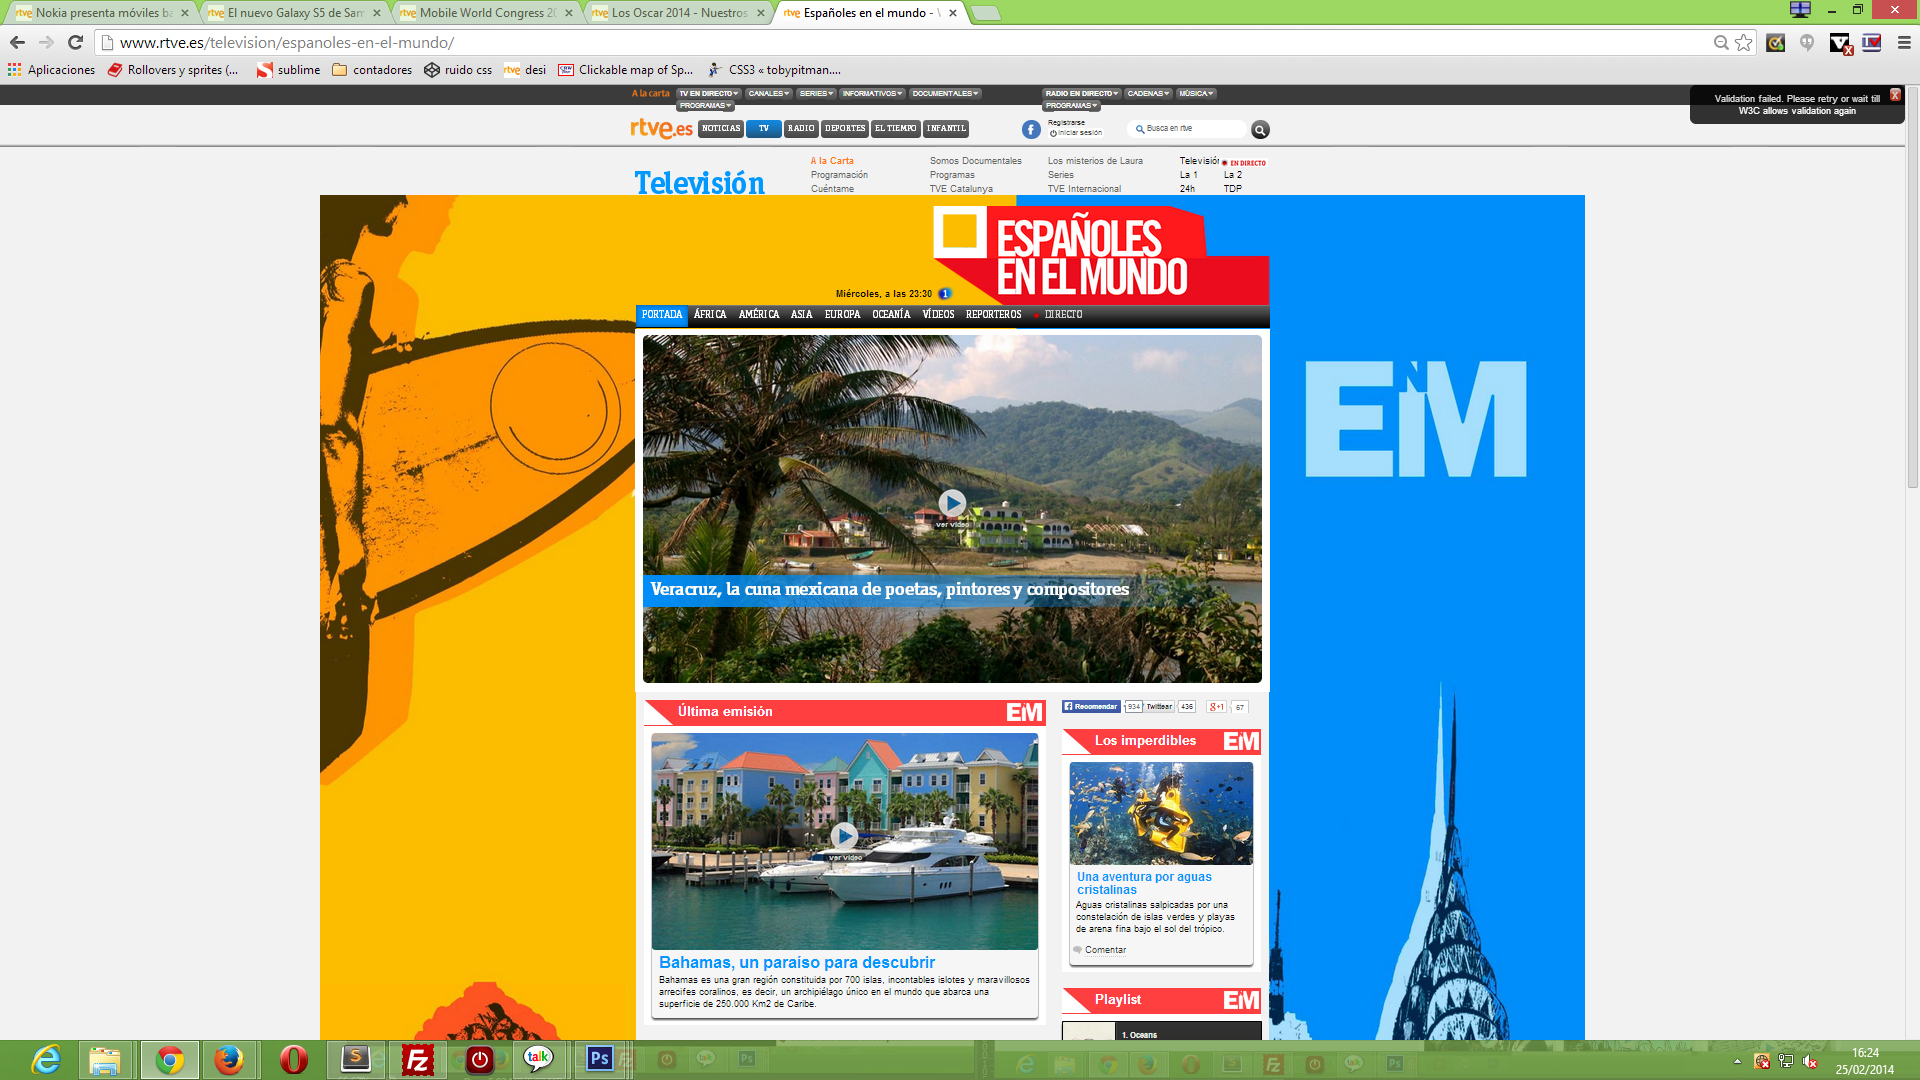 Nokia presenta móviles ba
El nuevo Galaxy S5 de Sam
Mobile World Congress 20
Los Oscar 2014 - Nuestros
Españoles en el mundo -
www.rtve.es/television/espanoles-en-el-mundo/
Aplicaciones
Rollovers y sprites (...
sublime
contadores
ruido css
rtve desi
Clickable map of Sp...
CSS3 « tobypitman....
A la carta TV EN DIRECTO CANALES SERIES INFORMATIVOS DOCUMENTALES
PROGRAMAS
RADIO EN DIRECTO CADENAS MÚSICA
PROGRAMAS
Validation failed. Please retry or wait till
W3C allows validation again
rtve.es NOTICIAS TV RADIO DEPORTES EL TIEMPO INFANTIL
Registrarse
Iniciar sesión
Busca en rtve
Televisión
A la Carta
Programación
Cuéntame
Somos Documentales
Programas
TVE Catalunya
Los misterios de Laura
Series
TVE Internacional
Televisión EN DIRECTO
La 1 La 2
24h TDP
ESPAÑOLES
EN EL MUNDO
Miércoles, a las 23:30 1
PORTADA ÁFRICA AMÉRICA ASIA EUROPA OCEANÍA VÍDEOS REPORTEROS DIRECTO
ENM
ver vídeo
Veracruz, la cuna mexicana de poetas, pintores y compositores
Última emisión
EnM
Recomendar 934 Twittear 436 g+1 67
Los imperdibles
EnM
ver vídeo
Bahamas, un paraíso para descubrir
Bahamas es una gran región constituida por 700 islas, incontables islotes y maravillosos
arrecifes coralinos, es decir, un archipiélago único en el mundo que abarca una
superficie de 250.000 Km2 de Caribe.
Una aventura por aguas
cristalinas
Aguas cristalinas salpicadas por una
constelación de islas verdes y playas
de arena fina bajo el sol del trópico.
Comentar
Playlist
EnM
1. Oceans
talk
Ps
16:24
25/02/2014